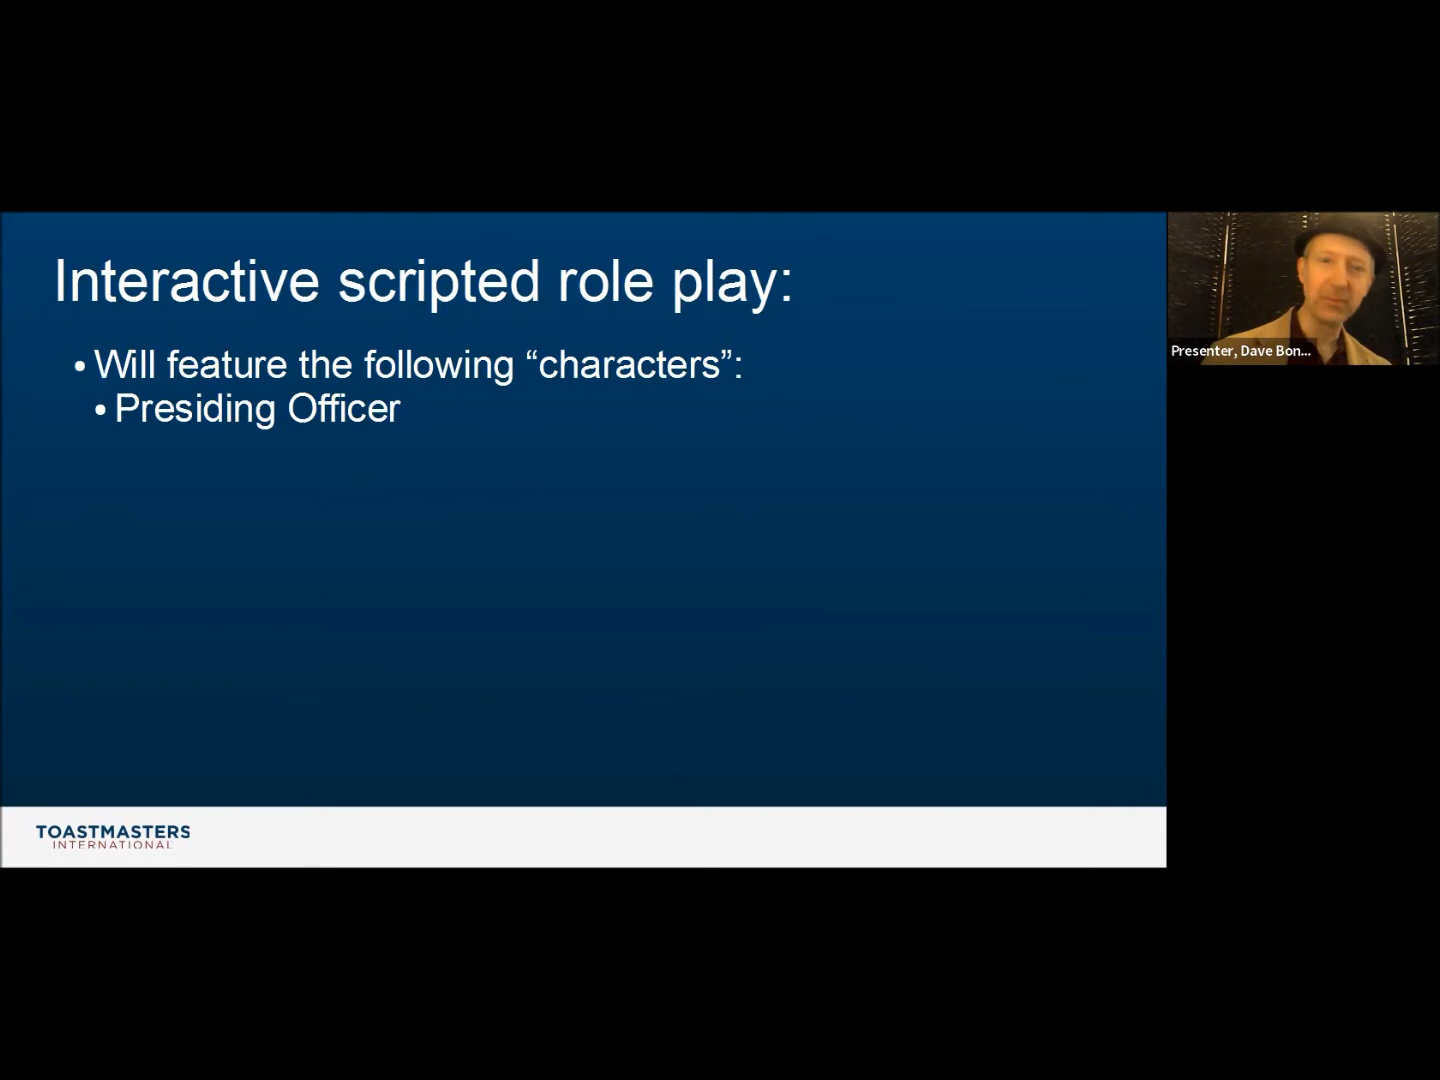 Interactive scripted role play:
• Will feature the following “characters”:
• Presiding Officer
Presenter, Dave Bon...
TOASTMASTERS
INTERNATIONAL